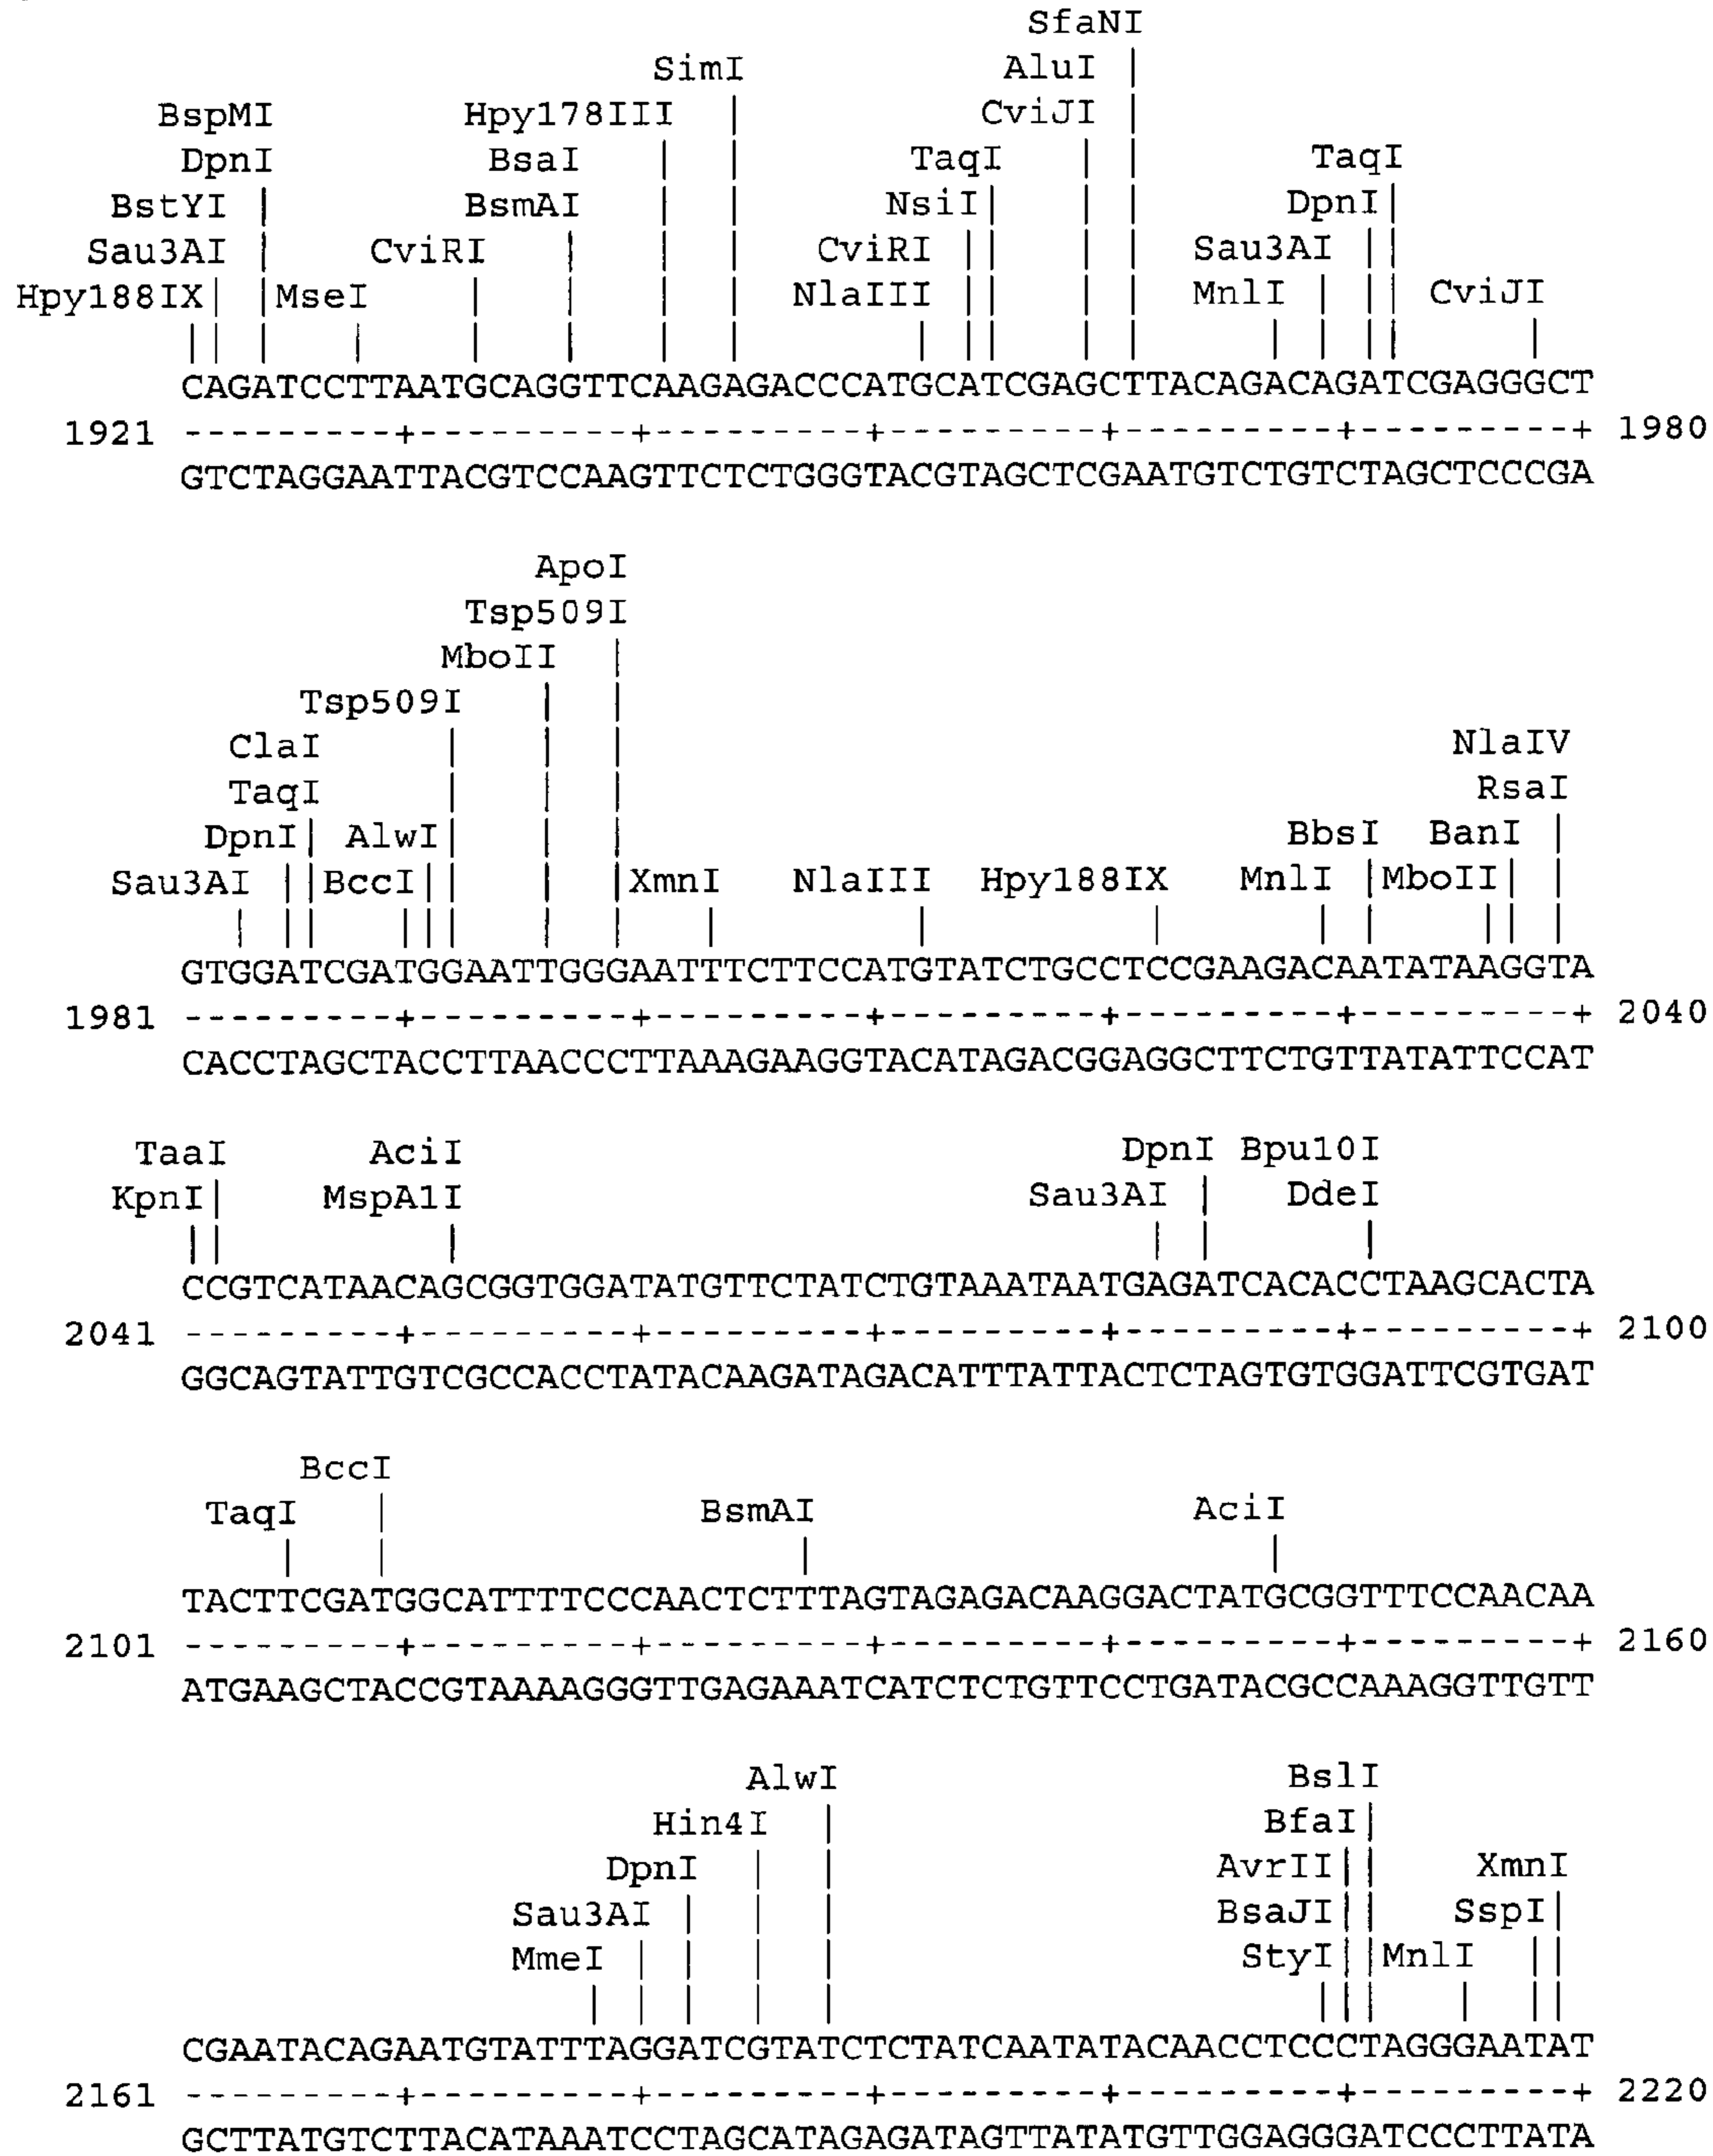 SfaNI
SimI AluI
BspMI Hpy178III CviJI
DpnI BsaI TaqI TaqI
BstYI BsmAI NsiI DpnI
Sau3AI CviRI CviRI Sau3AI
Hpy188IX MseI NlaIII MnlI CviJI
CAGATCCTTAATGCAGGTTCAAGAGACCCATGCATCGAGCTTACAGACAGATCGAGGGCT
1921 ---------+---------+---------+---------+---------+---------+ 1980
GTCTAGGAATTACGTCCAAGTTCTCTGGGTACGTAGCTCGAATGTCTGTCTAGCTCCCGA
ApoI
Tsp509I
MboII
Tsp509I
ClaI NlaIV
TaqI RsaI
DpnI AlwI BbsI BanI
Sau3AI BccI XmnI NlaIII Hpy188IX MnlI MboII
GTGGATCGATGGAATTGGGAATTTCTTCCATGTATCTGCCTCCGAAGACAATATAAGGTA
1981 ---------+---------+---------+---------+---------+---------+ 2040
CACCTAGCTACCTTAACCCTTAAAGAAGGTACATAGACGGAGGCTTCTGTTATATTCCAT
TaaI AciI DpnI Bpu10I
KpnI MspA1I Sau3AI DdeI
CCGTCATAACAGCGGTGGATATGTTCTATCTGTAAATAATGAGATCACACCTAAGCACTA
2041 ---------+---------+---------+---------+---------+---------+ 2100
GGCAGTATTGTCGCCACCTATACAAGATAGACATTTATTACTCTAGTGTGGATTCGTGAT
BccI
TaqI BsmAI AciI
TACTTCGATGGCATTTTCCCAACTCTTTAGTAGAGACAAGGACTATGCGGTTTCCAACAA
2101 ---------+---------+---------+---------+---------+---------+ 2160
ATGAAGCTACCGTAAAAGGGTTGAGAAATCATCTCTGTTCCTGATACGCCAAAGGTTGTT
AlwI BslI
Hin4I BfaI
DpnI AvrII XmnI
Sau3AI BsaJI SspI
MmeI StyI MnlI
CGAATACAGAATGTATTTAGGATCGTATCTCTATCAATATACAACCTCCCTAGGGAATAT
2161 ---------+---------+---------+---------+---------+---------+ 2220
GCTTATGTCTTACATAAATCCTAGCATAGAGATAGTTATATGTTGGAGGGATCCCTTATA